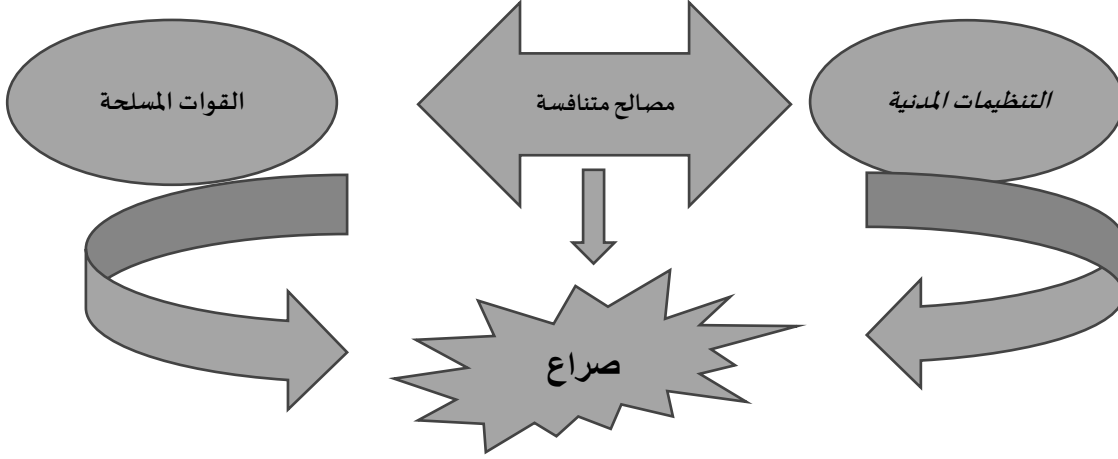 التنظيمات المدنية
مصالح متنافسة
القوات المسلحة
صراع